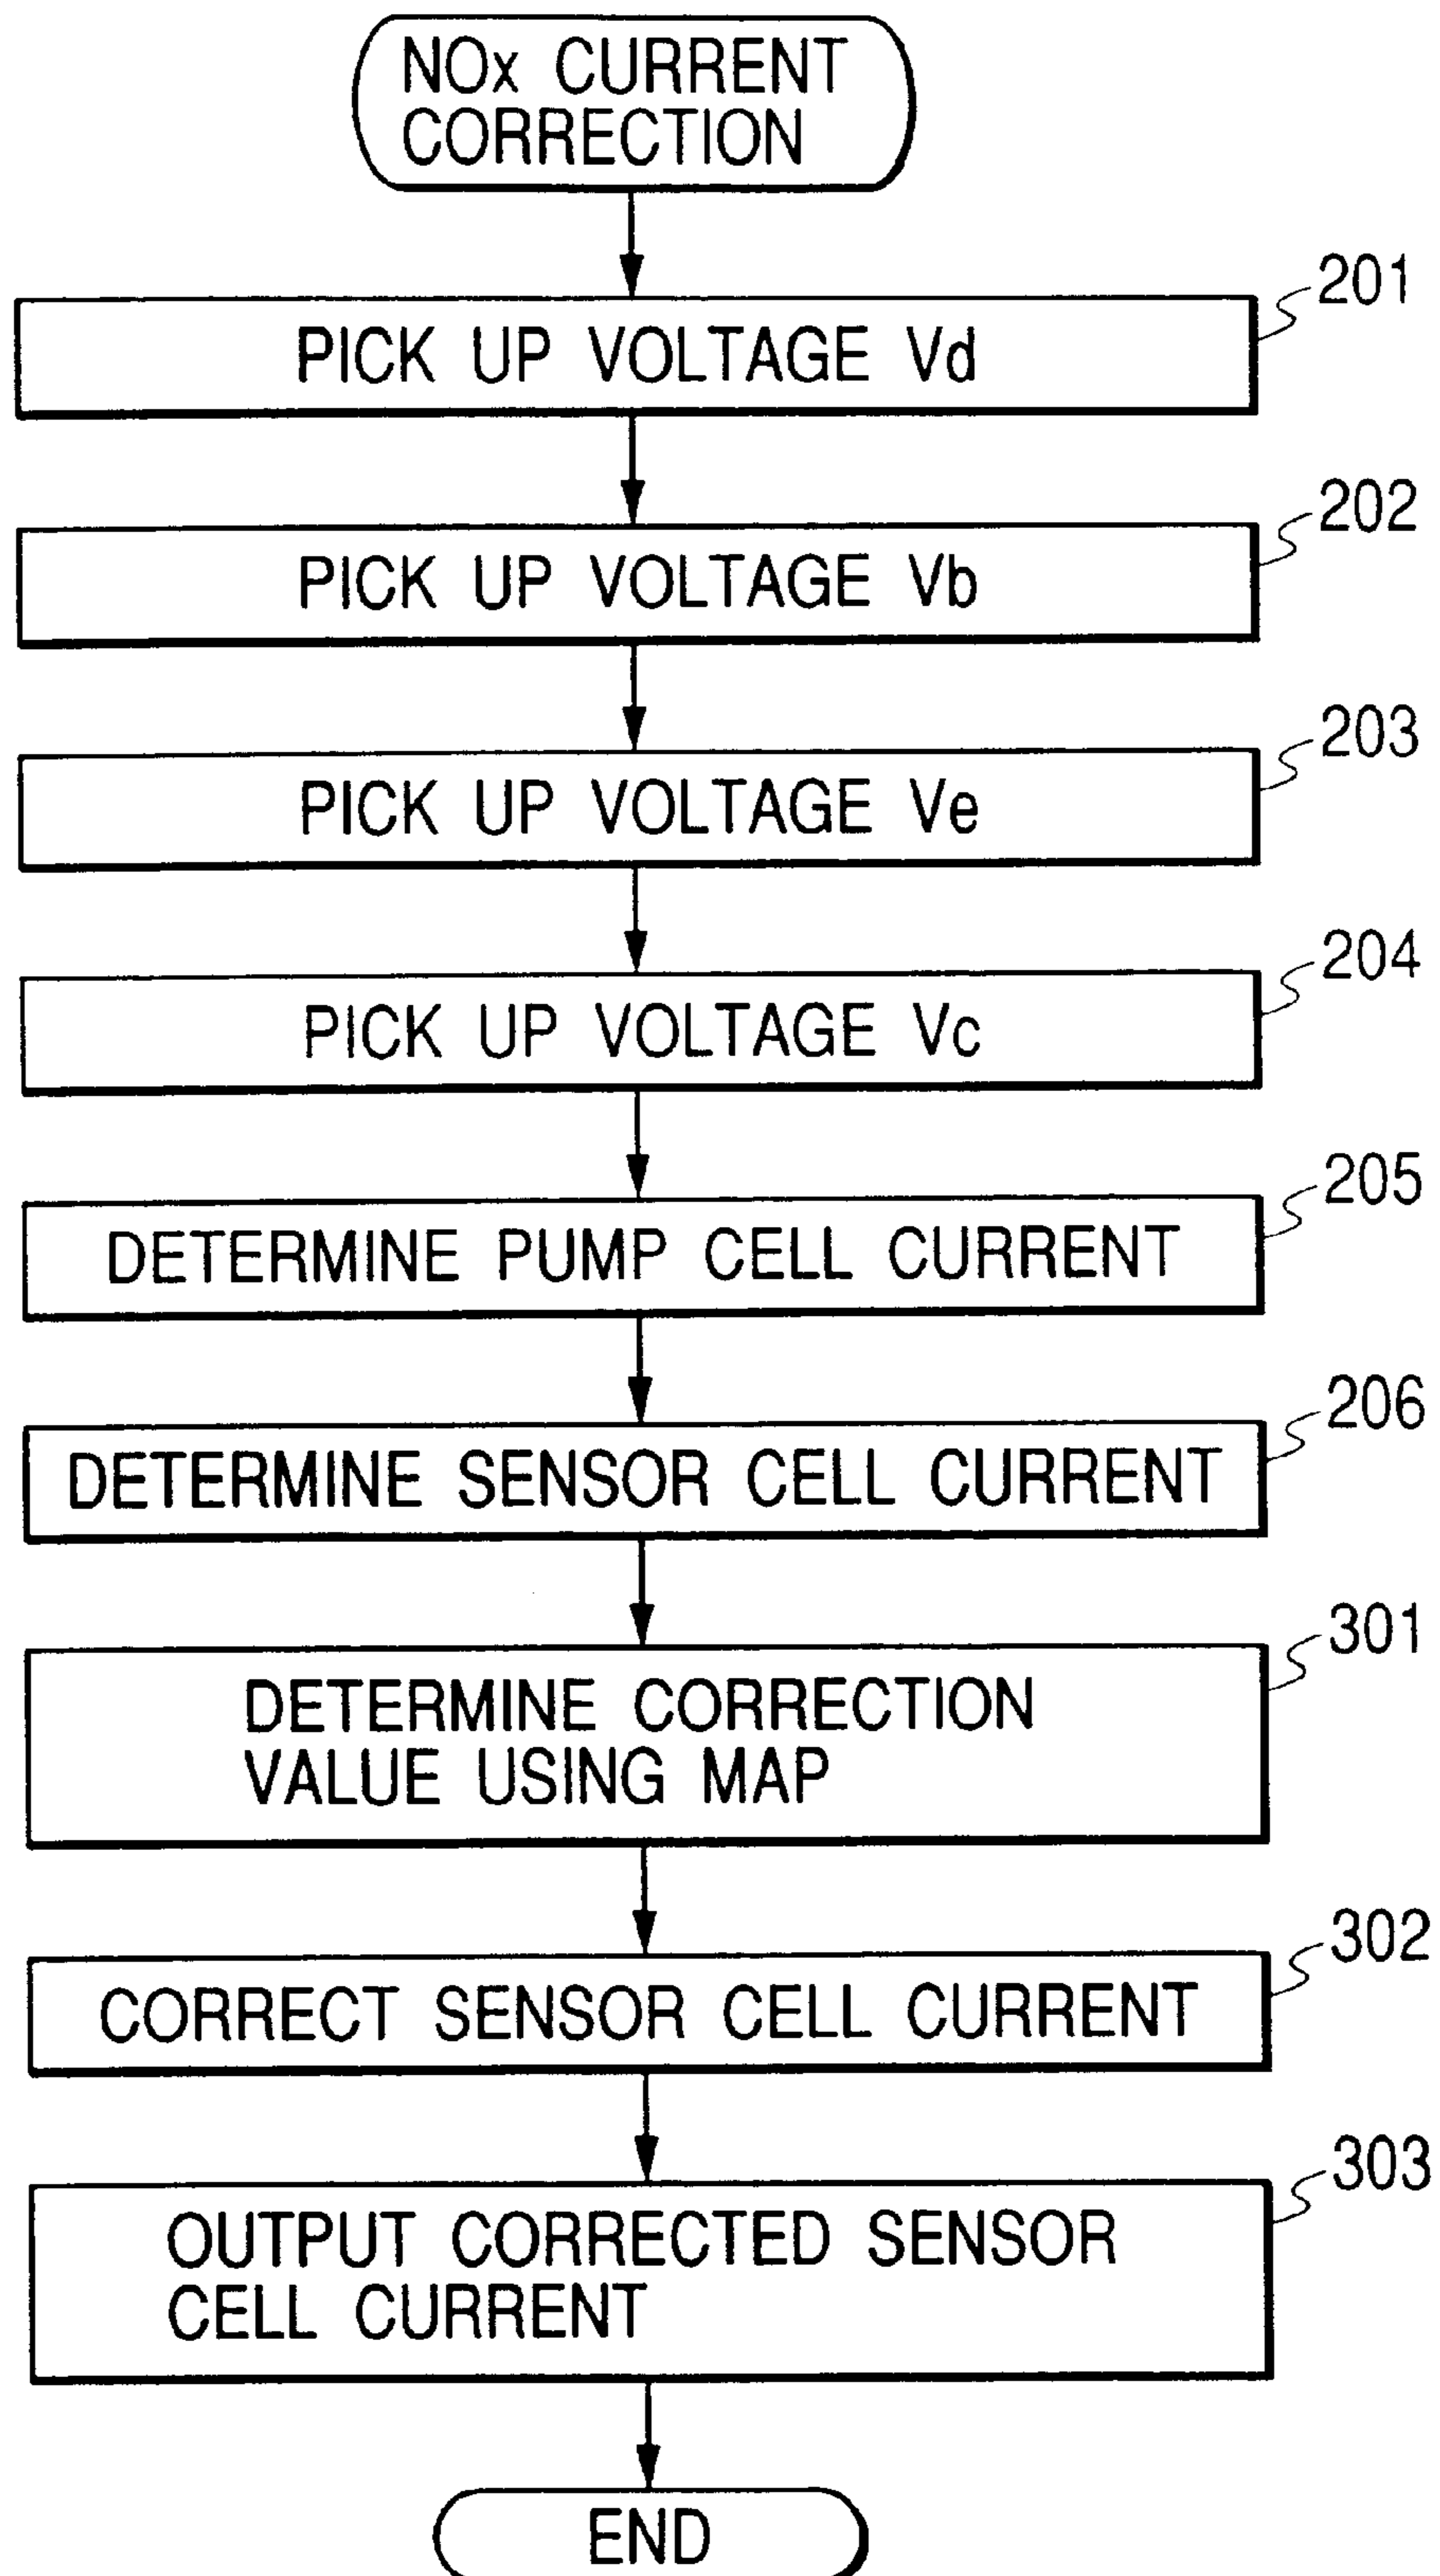 NOx CURRENT
CORRECTION
201
PICK UP VOLTAGE Vd
202
PICK UP VOLTAGE Vb
203
PICK UP VOLTAGE Ve
204
PICK UP VOLTAGE Vc
205
DETERMINE PUMP CELL CURRENT
206
DETERMINE SENSOR CELL CURRENT
301
DETERMINE CORRECTION
VALUE USING MAP
302
CORRECT SENSOR CELL CURRENT
303
OUTPUT CORRECTED SENSOR
CELL CURRENT
END